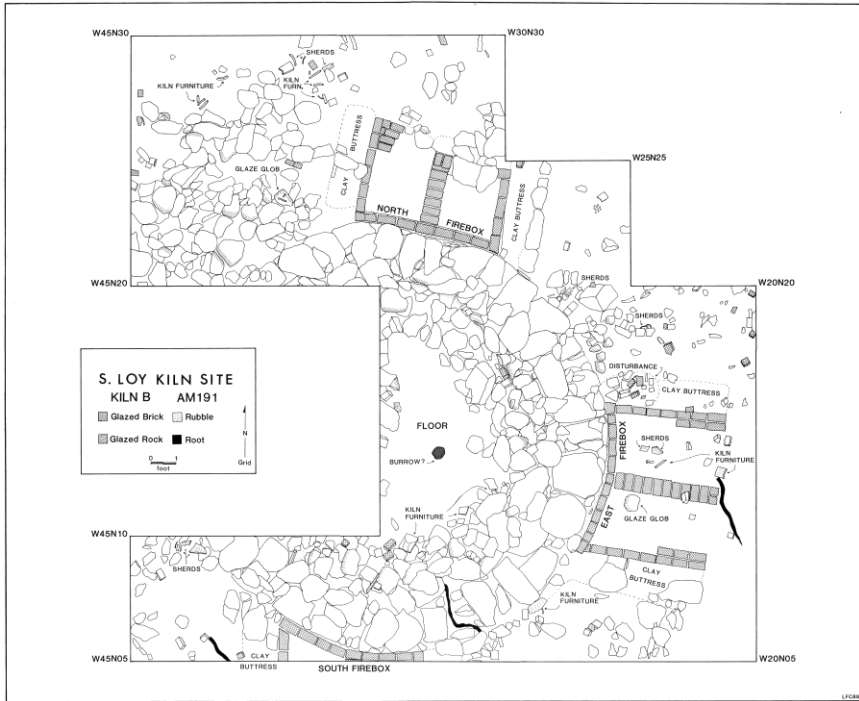 W45N30
W30N30
SHERDS
KILN FURNITURE
KILN
FURN.
CLAY BUTTRESS
W25N25
GLAZE GLOB
NORTH FIREBOX
CLAY BUTTRESS
SHERDS
W45N20
W20N20
SHERDS
DISTURBANCE
CLAY BUTTRESS
S. LOY KILN SITE
KILN B AM191
Glazed Brick
Rubble
Glazed Rock
Root
N
Grid
0 1
foot
FLOOR
BURROW?
EAST FIREBOX
SHERDS
KILN
FURNITURE
GLAZE GLOB
KILN
FURNITURE
W45N10
SHERDS
CLAY
BUTTRESS
KILN
FURNITURE
CLAY
BUTTRESS
W45N05
W20N05
SOUTH FIREBOX